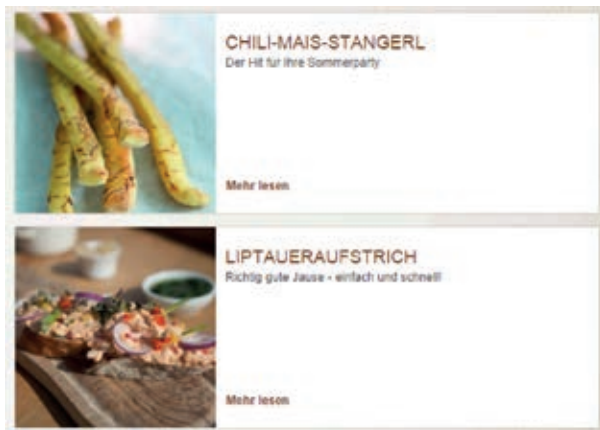 CHILI-MAIS-STANGERL
Der Hit für Ihre Sommerparty
Mehr lesen
LIPTAUERAUFSTRICH
Richtig gute Jause - einfach und schnell!
Mehr lesen